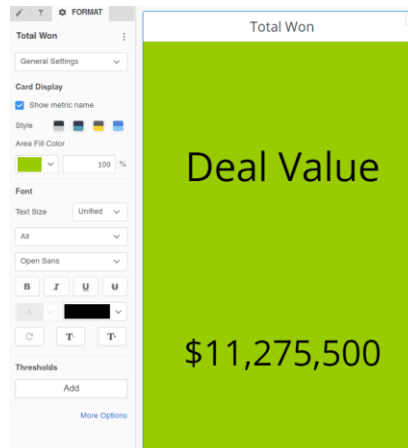 FORMAT
Total Won
General Settings
Card Display
Show metric name
Style
Area Fill Color
100 %
Font
Text Size Unified
All
Open Sans
B I U U
T- T+
Thresholds
Add
More Options
Total Won
Deal Value
$11,275,500